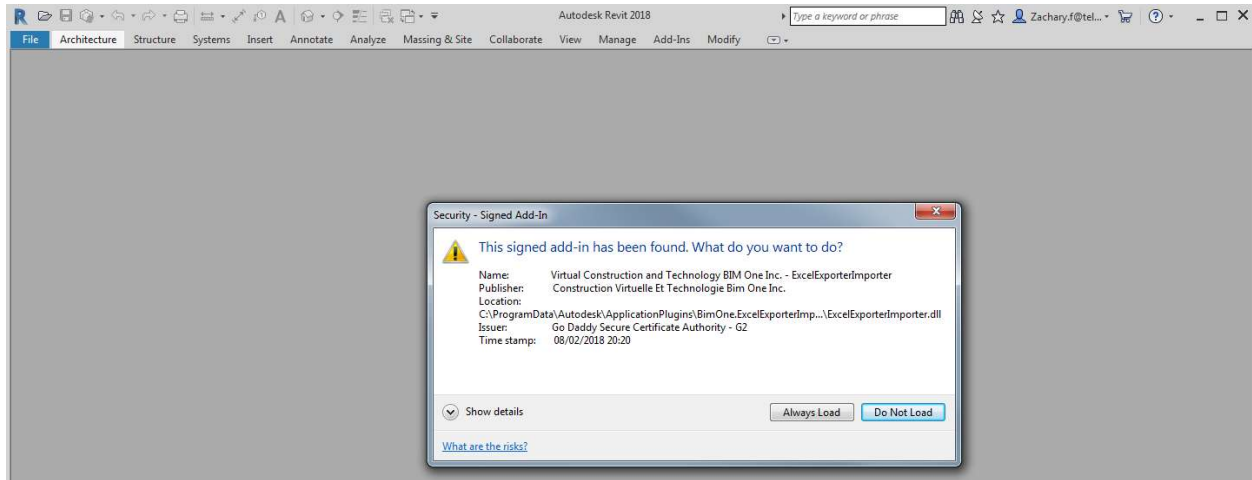 Autodesk Revit 2018
Type a keyword or phrase
Zachary.f@tel...
File Architecture Structure Systems Insert Annotate Analyze Massing & Site Collaborate View Manage Add-Ins Modify
Security - Signed Add-In
This signed add-in has been found. What do you want to do?
Name: Virtual Construction and Technology BIM One Inc. - ExcelExporterImporter
Publisher: Construction Virtuelle Et Technologie Bim One Inc.
Location:
C:\ProgramData\Autodesk\ApplicationPlugins\BimOne.ExcelExporterImp...\ExcelExporterImporter.dll
Issuer: Go Daddy Secure Certificate Authority - G2
Time stamp: 08/02/2018 20:20
Show details
Always Load
Do Not Load
What are the risks?